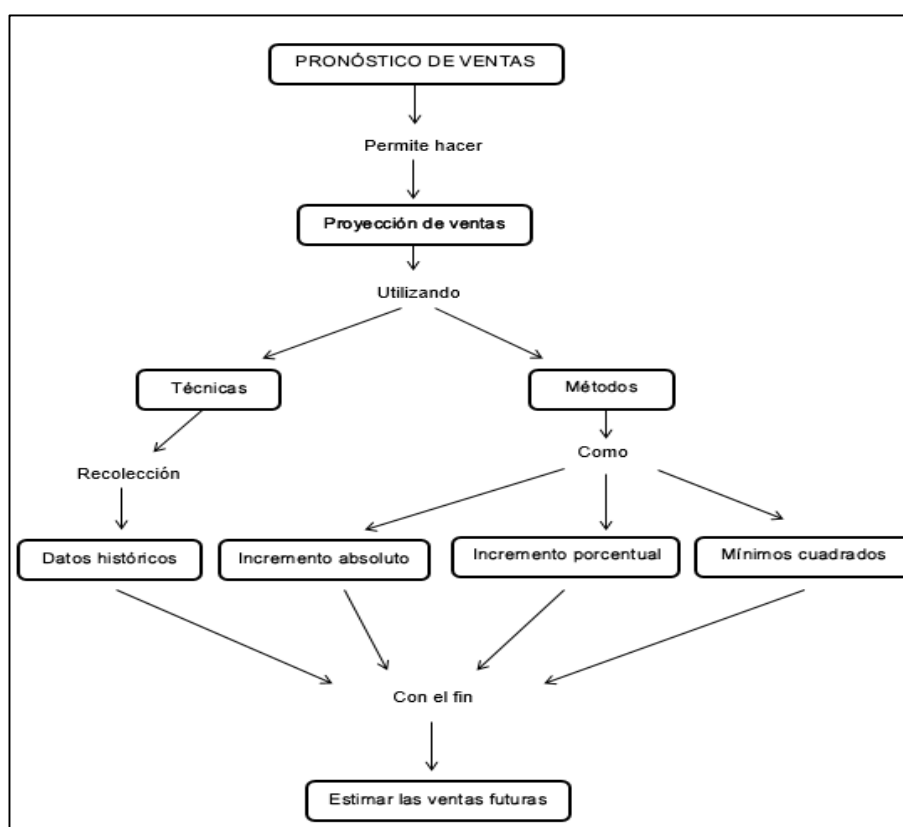 PRONÓSTICO DE VENTAS
Permite hacer
Proyección de ventas
Utilizando
Técnicas
Métodos
Recolección
Como
Datos históricos
Incremento absoluto
Incremento porcentual
Mínimos cuadrados
Con el fin
Estimar las ventas futuras